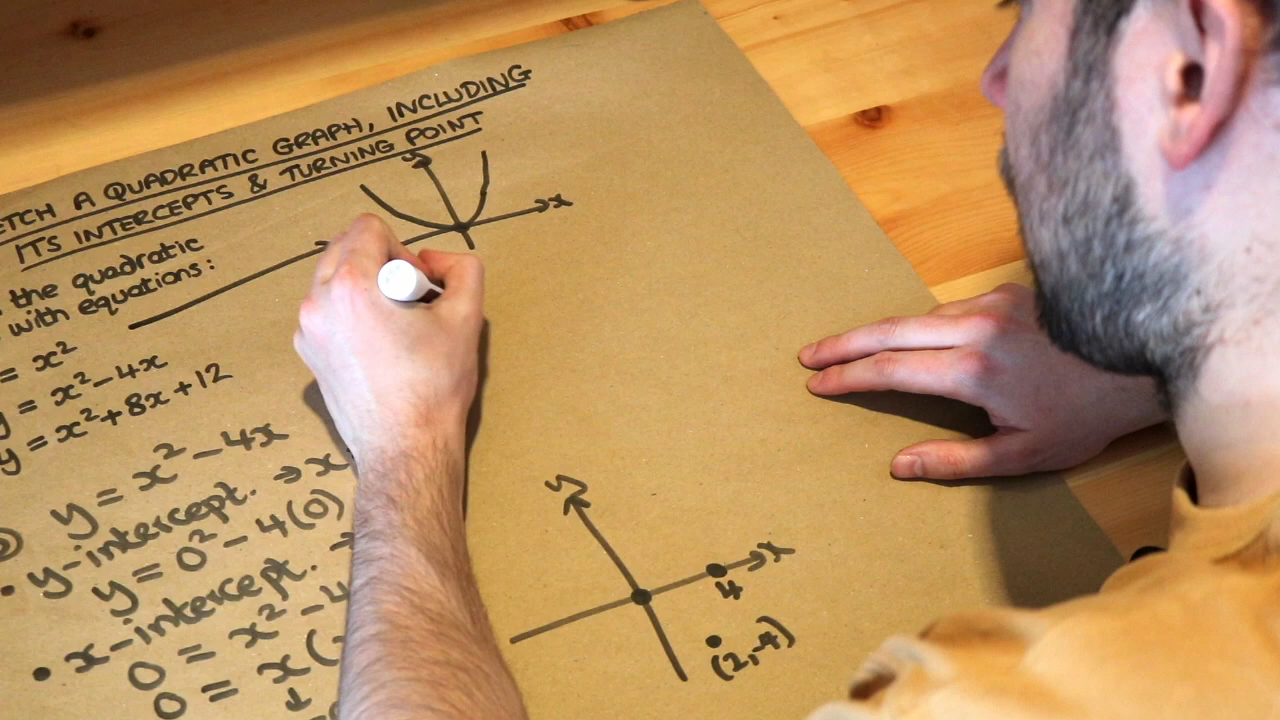 ETCH A QUADRATIC GRAPH, INCLUDING
ITS INTERCEPTS & TURNING POINT
the quadratic
with equations:
= x²
y = x² - 4x
y = x² + 8x + 12
y = x² - 4x
• y-intercept. → x
y = 0² - 4(0)
• x-intercept. →
0 = x² - 4
0 = x(
↓
y
x
y
x
4
(2,-4)